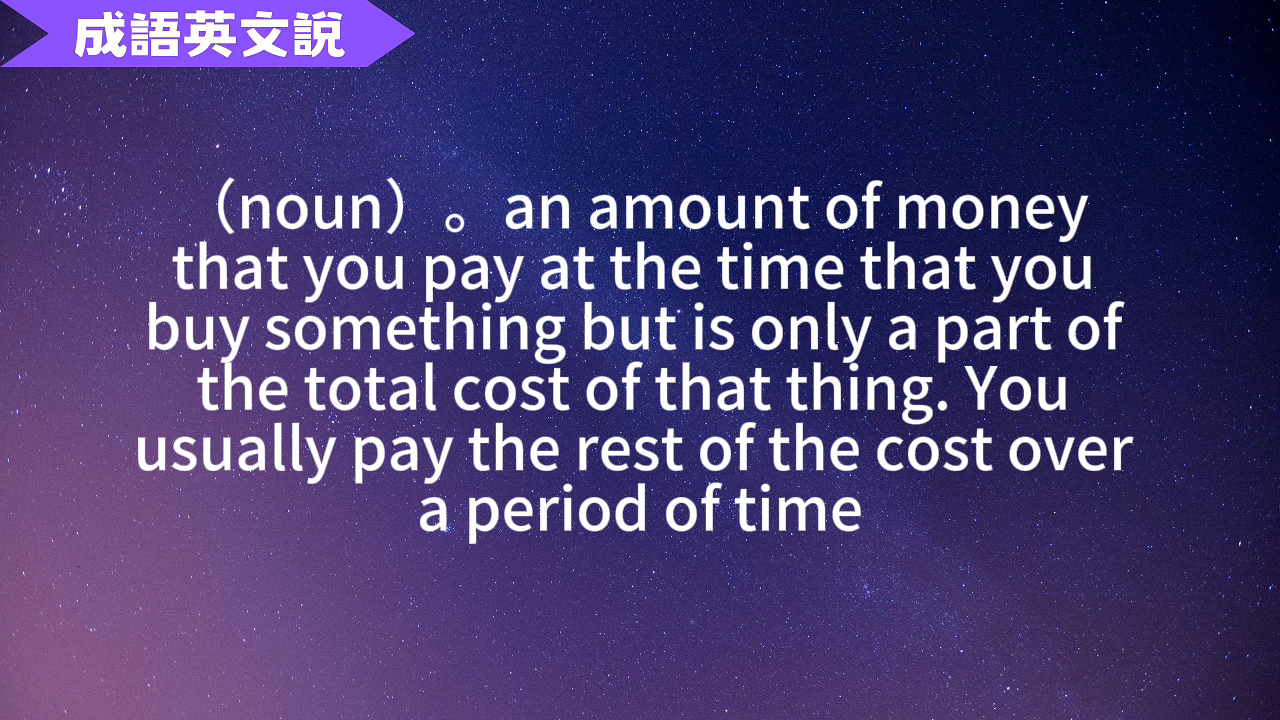 成語英文說
（noun）。an amount of money
that you pay at the time that you
buy something but is only a part of
the total cost of that thing. You
usually pay the rest of the cost over
a period of time